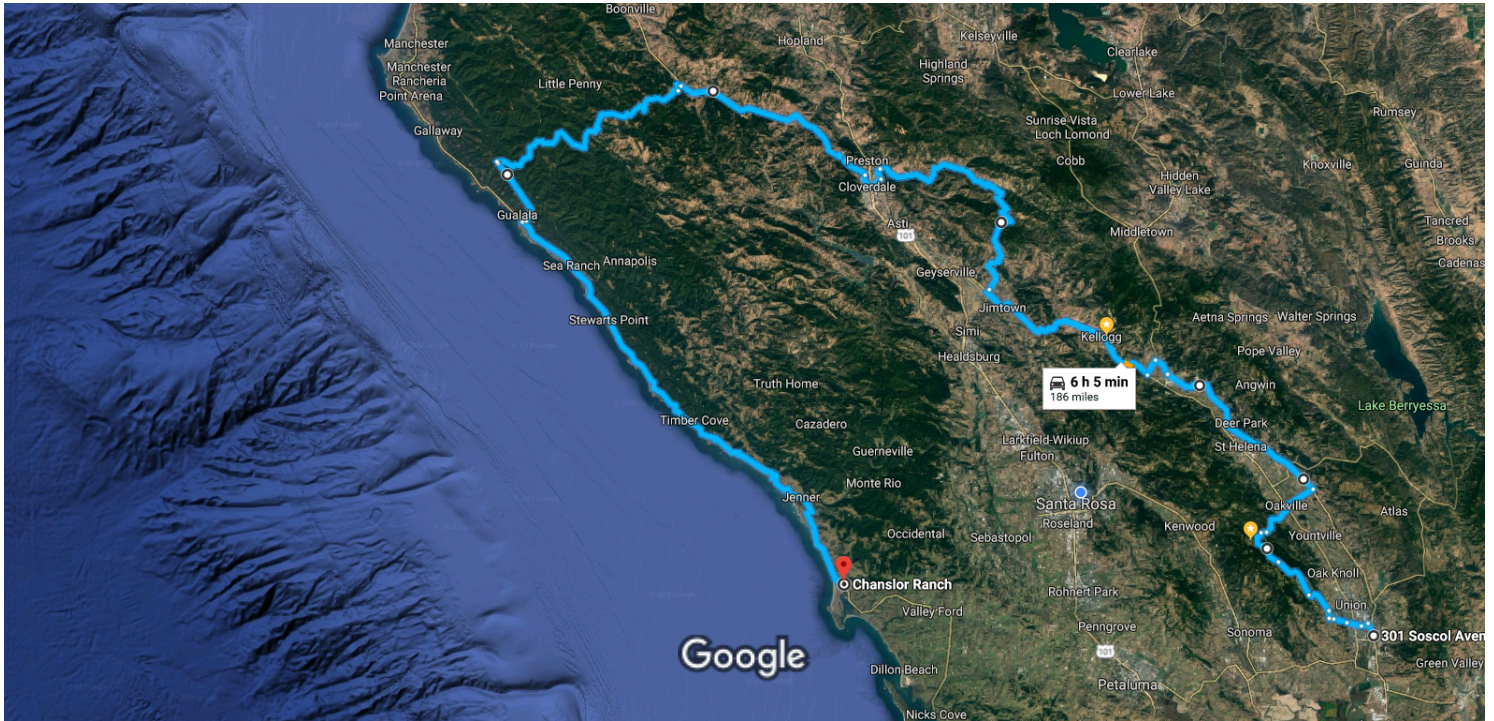 Boonville
Hopland
Kelseyville
Manchester
Clearlake
Highland
Springs
Manchester
Rancheria
Little Penny
Lower Lake
Point Arena
Rumsey
Sunrise Vista
Loch Lomond
Gallaway
Preston
Cobb
Knoxville
Guinda
Cloverdale
Hidden
Valley Lake
Gualala
Asti
101
Middletown
Tancred
Brooks
Sea Ranch
Annapolis
Cadenas
Geyserville
Jimtown
Stewarts Point
Aetna Springs
Walter Springs
Simi
Kellogg
Healdsburg
Pope Valley
6 h 5 min
186 miles
Truth Home
Angwin
Lake Berryessa
Timber Cove
Cazadero
Deer Park
Larkfield-Wikiup
Fulton
St Helena
Guerneville
Monte Rio
Jenner
Santa Rosa
Oakville
Atlas
Roseland
Kenwood
Occidental
Sebastopol
Yountville
Oak Knoll
Chanslor Ranch
Rohnert Park
Valley Ford
Union
Penngrove
Sonoma
301 Soscol Aven
Google
101
Green Valley
Dillon Beach
Petaluma
Nicks Cove